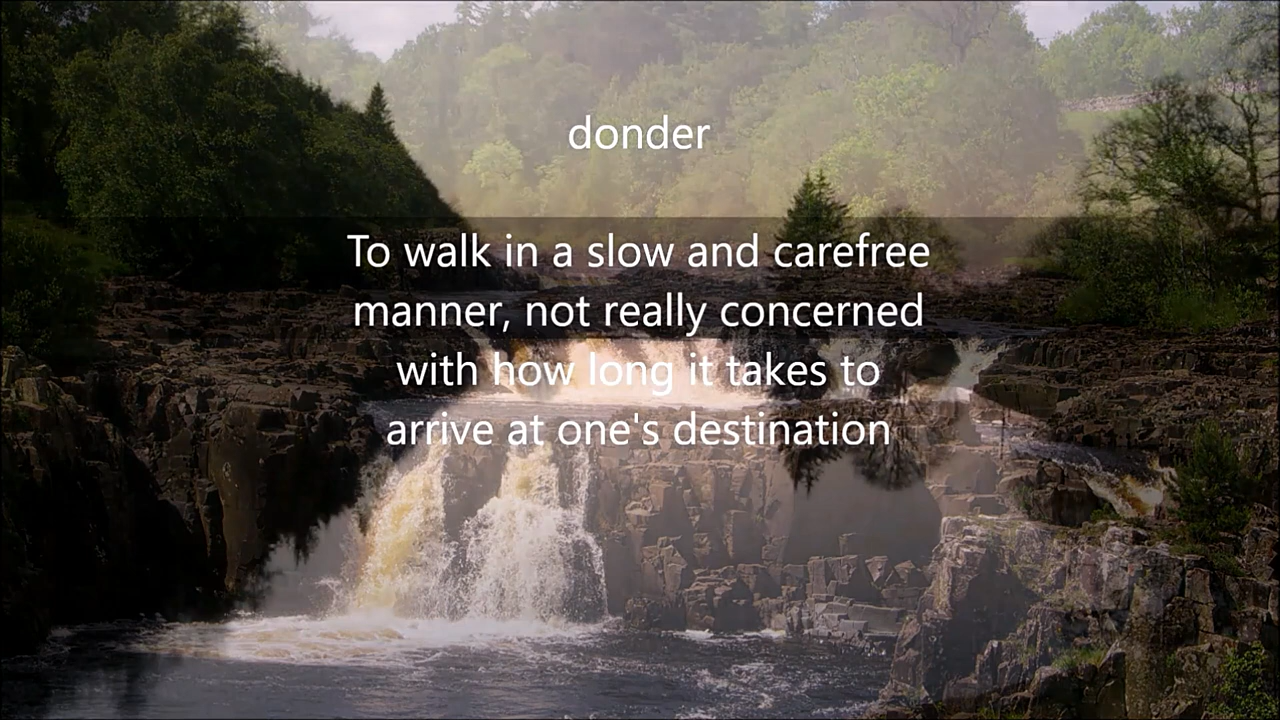 donder
To walk in a slow and carefree
manner, not really concerned
with how long it takes to
arrive at one's destination